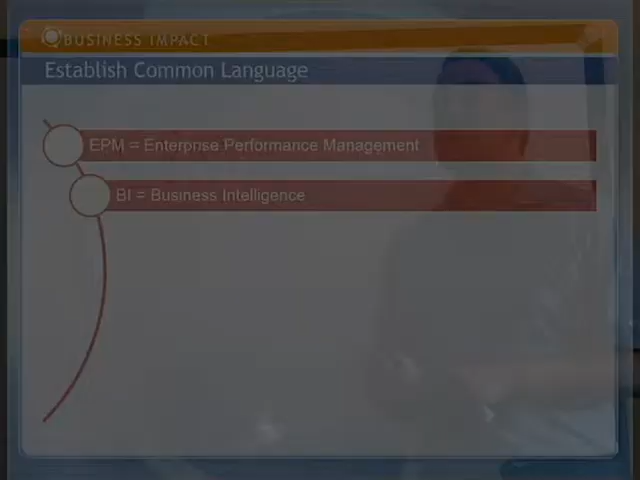 BUSINESS IMPACT
Establish Common Language
EPM = Enterprise Performance Management
BI = Business Intelligence